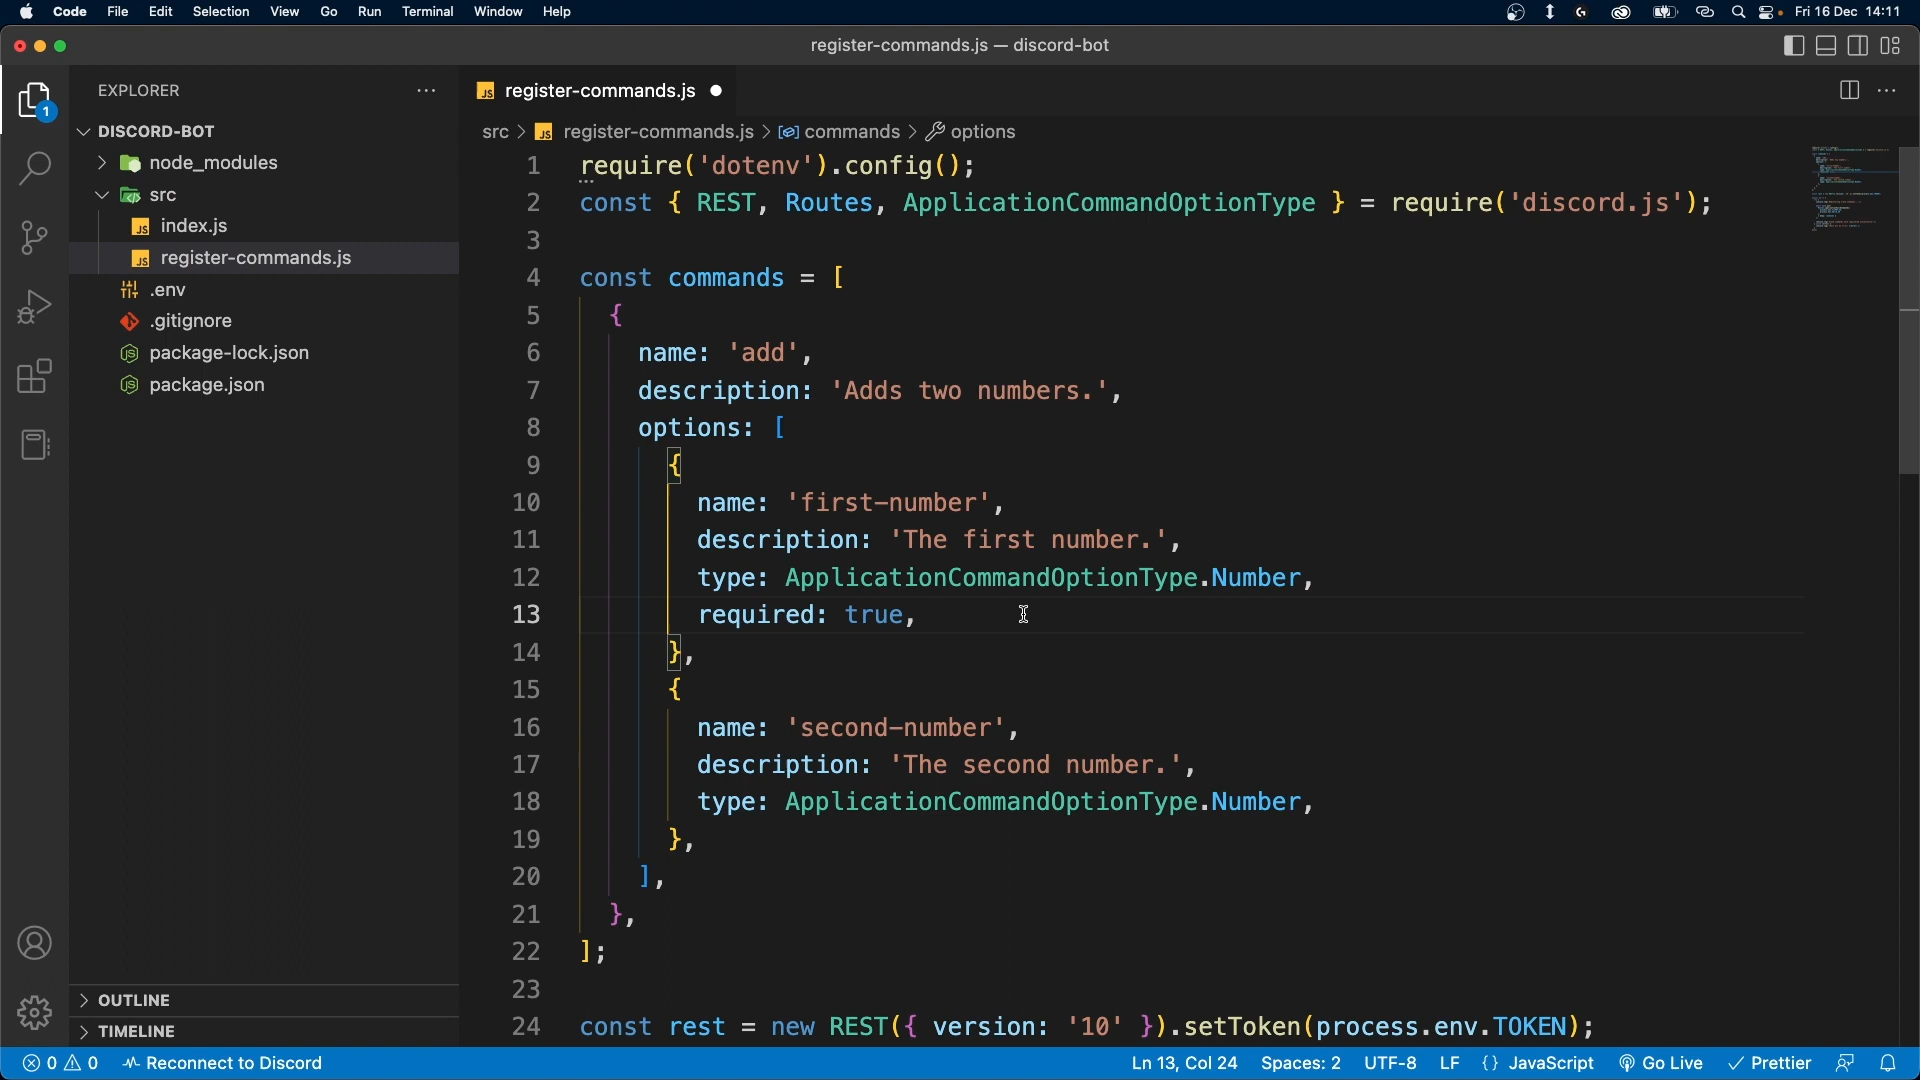 Code File Edit Selection View Go Run Terminal Window Help Fri 16 Dec 14:11
register-commands.js — discord-bot
1
EXPLORER
DISCORD-BOT
node_modules
src
index.js
register-commands.js
.env
.gitignore
package-lock.json
package.json
OUTLINE
TIMELINE
register-commands.js
src > register-commands.js > commands > options
1 require('dotenv').config();
2 const { REST, Routes, ApplicationCommandOptionType } = require('discord.js');
3
4 const commands = [
5 {
6 name: 'add',
7 description: 'Adds two numbers.',
8 options: [
9 {
10 name: 'first-number',
11 description: 'The first number.',
12 type: ApplicationCommandOptionType.Number,
13 required: true,
14 },
15 {
16 name: 'second-number',
17 description: 'The second number.',
18 type: ApplicationCommandOptionType.Number,
19 },
20 ],
21 },
22 ];
23
24 const rest = new REST({ version: '10' }).setToken(process.env.TOKEN);
0 0 Reconnect to Discord Ln 13, Col 24 Spaces: 2 UTF-8 LF {} JavaScript Go Live Prettier